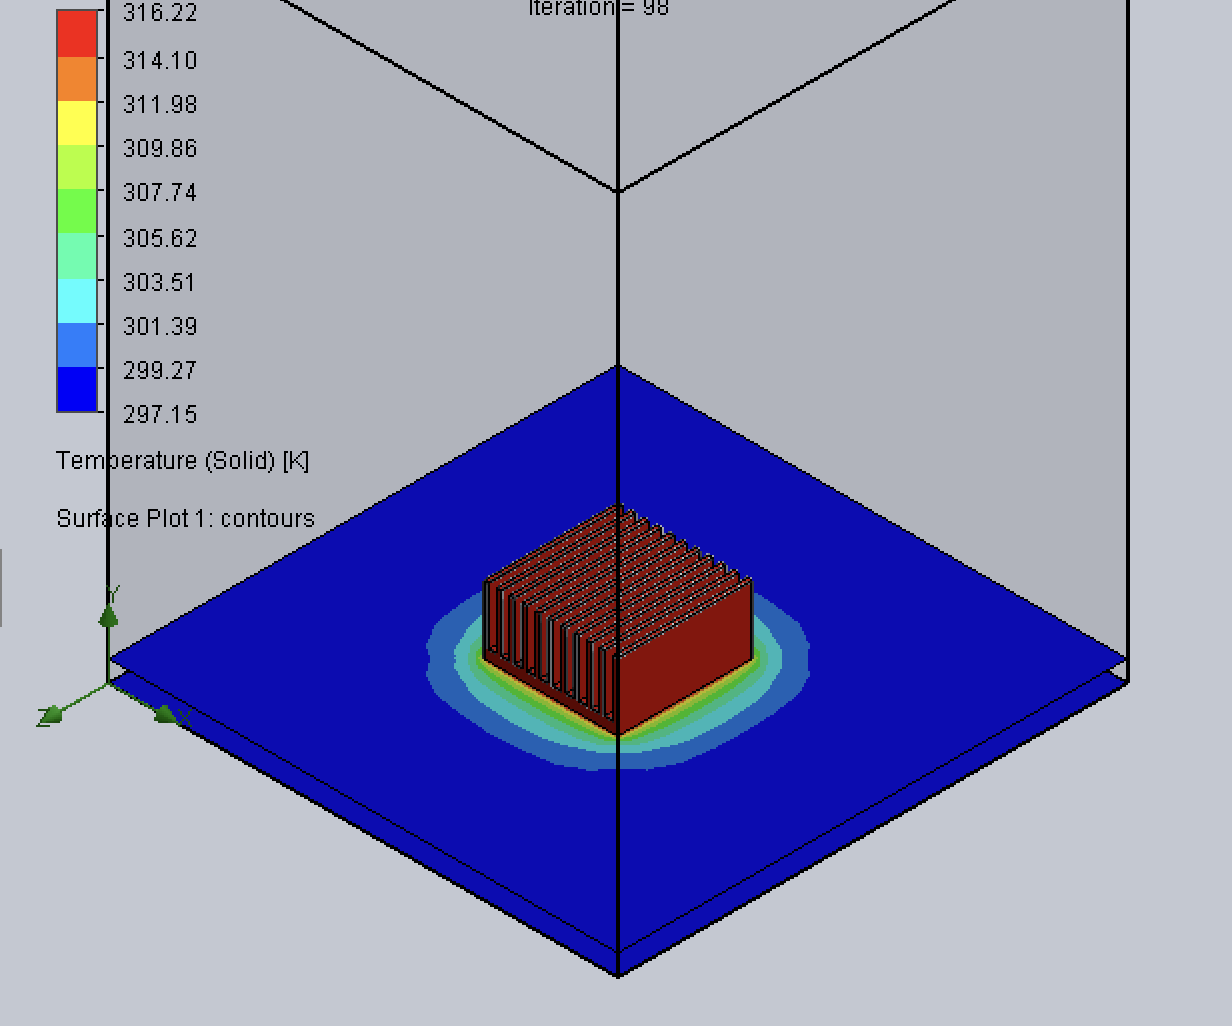 Iteration = 98
316.22
314.10
311.98
309.86
307.74
305.62
303.51
301.39
299.27
297.15
Temperature (Solid) [K]
Surface Plot 1: contours
Y
Z
X